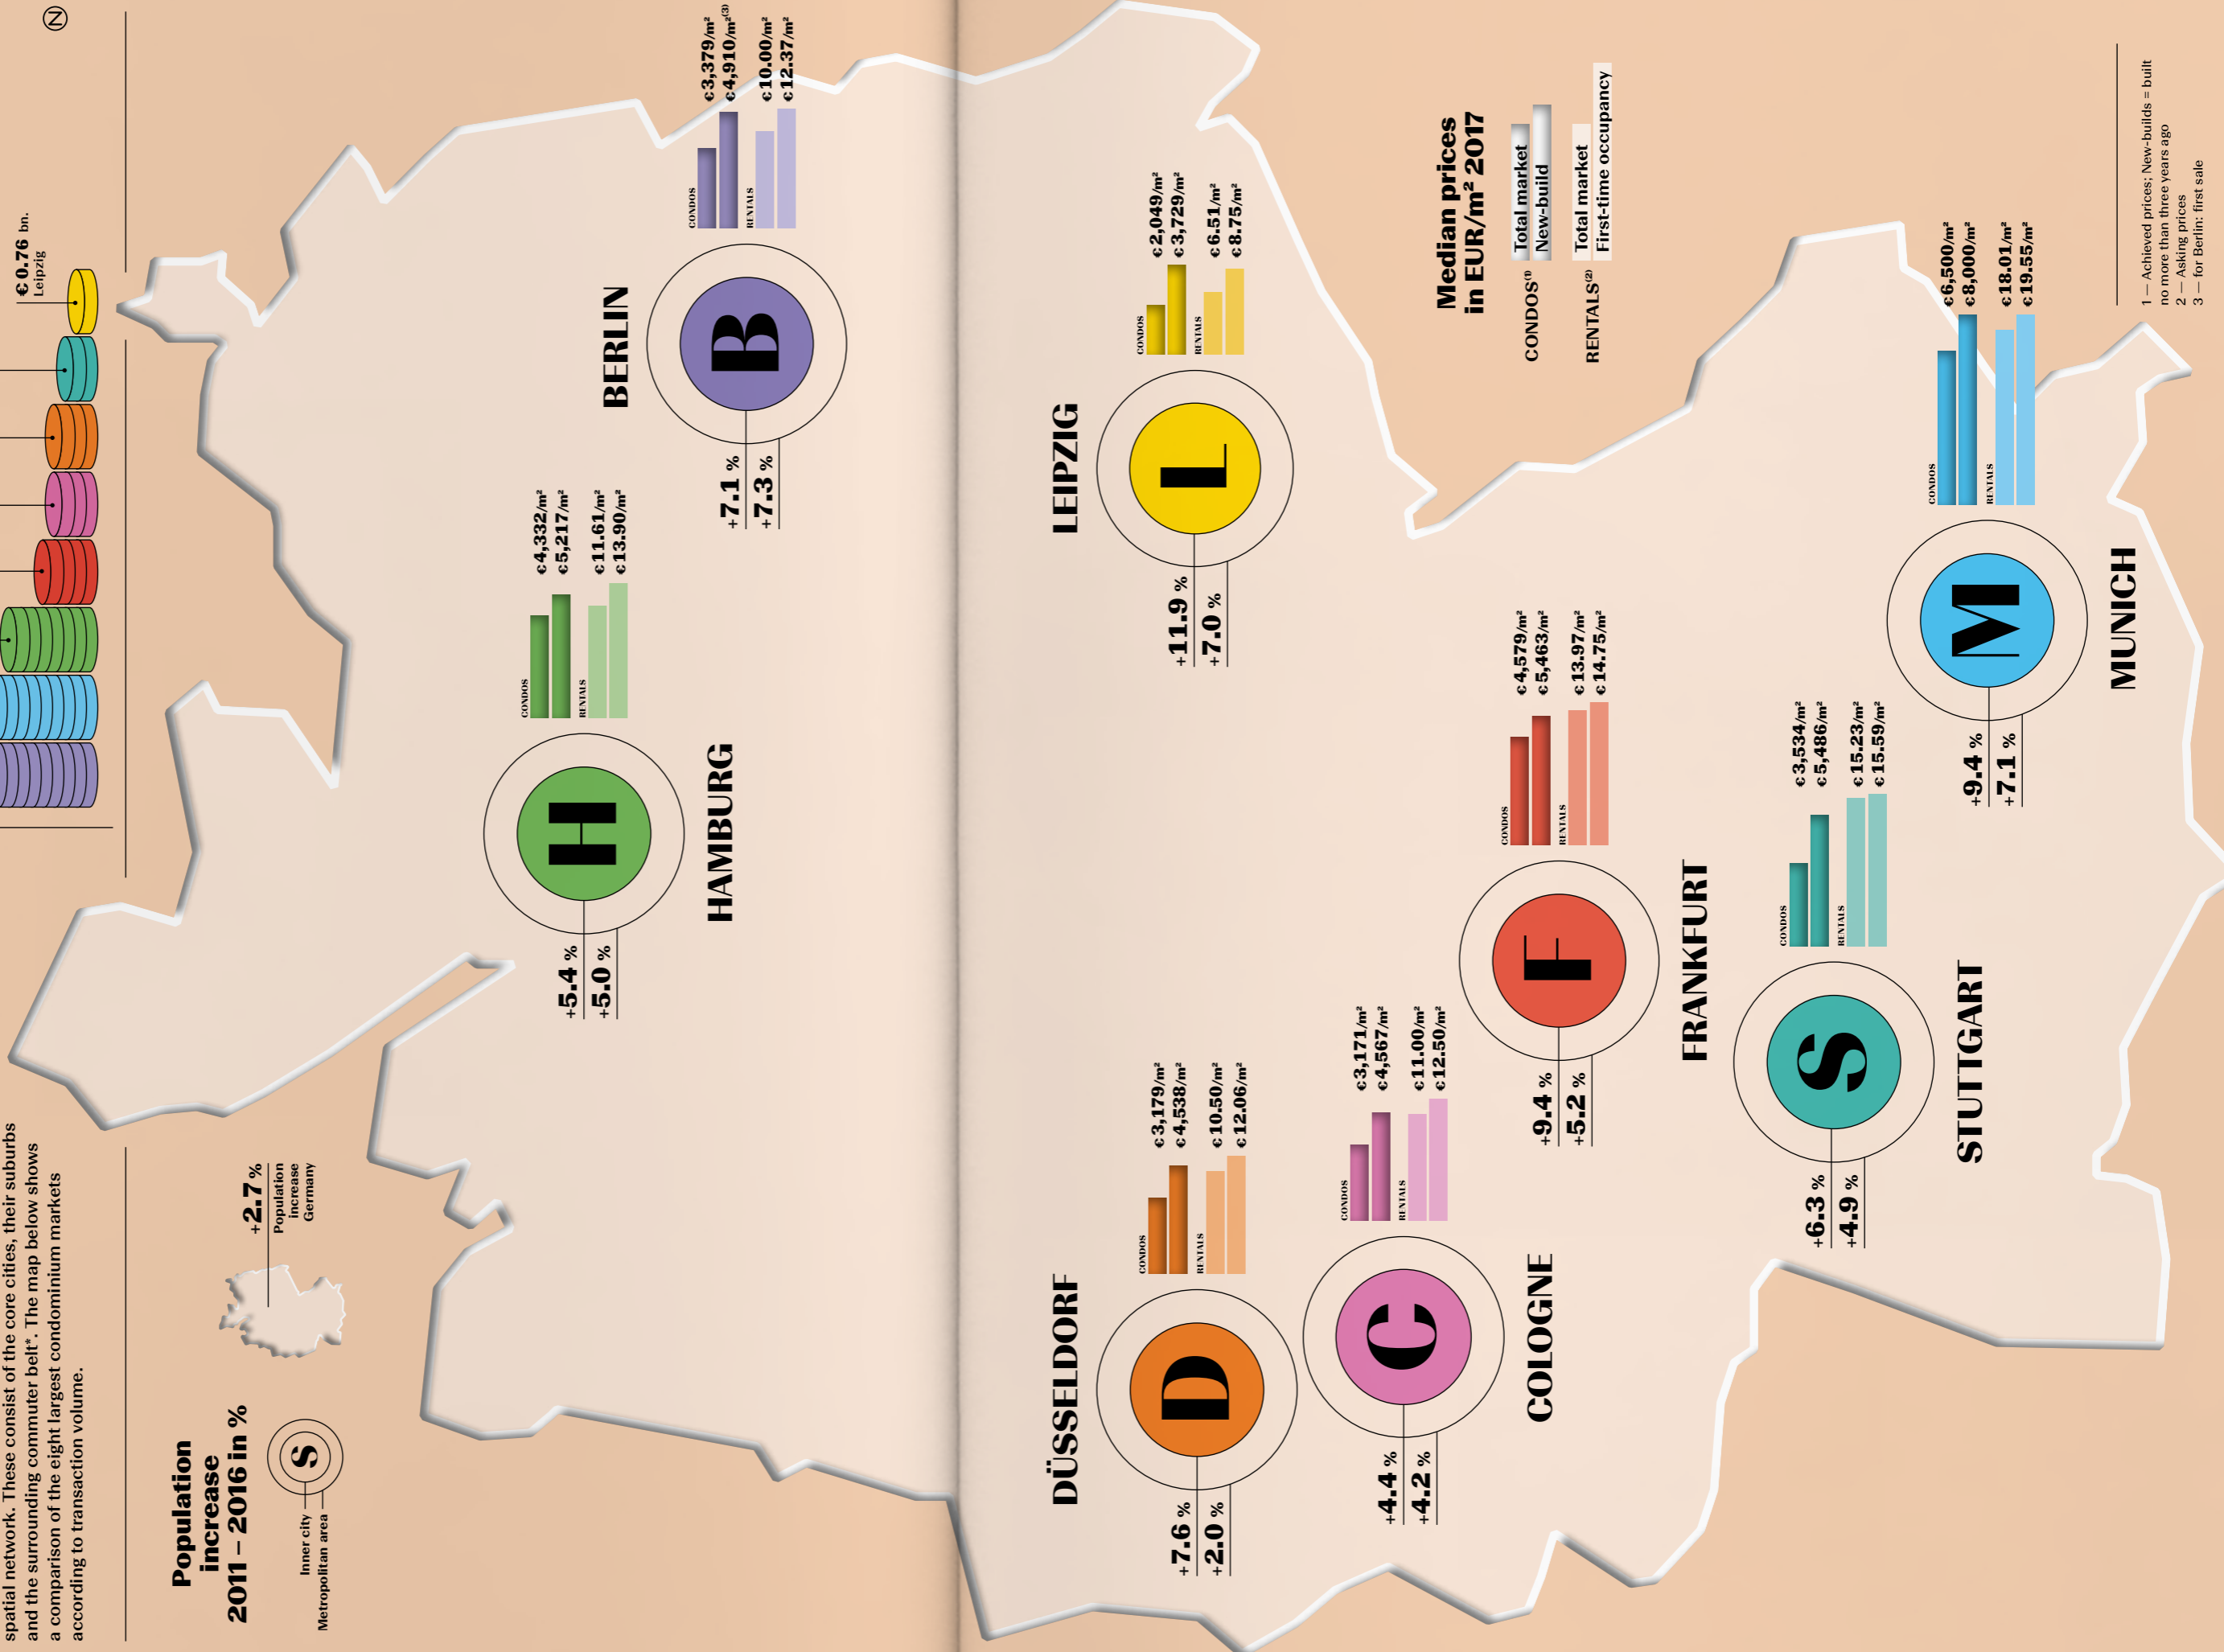 spatial network. These consist of the core cities, their suburbs
and the surrounding commuter belt*. The map below shows
a comparison of the eight largest condominium markets
according to transaction volume.
€ 0.76 bn.
Leipzig
N
Population
increase
2011 – 2016 in %
S
Inner city
Metropolitan area
+2.7 %
Population
increase
Germany
HAMBURG
H
+5.4 %
+5.0 %
CONDOS
€ 4,332/m²
€ 5,217/m²
RENTALS
€ 11.61/m²
€ 13.90/m²
BERLIN
B
+7.1 %
+7.3 %
CONDOS
€ 3,379/m²
€ 4,910/m²⁽³⁾
RENTALS
€ 10.00/m²
€ 12.37/m²
DÜSSELDORF
D
+7.6 %
+2.0 %
CONDOS
€ 3,179/m²
€ 4,538/m²
RENTALS
€ 10.50/m²
€ 12.06/m²
LEIPZIG
L
+11.9 %
+7.0 %
CONDOS
€ 2,049/m²
€ 3,729/m²
RENTALS
€ 6.51/m²
€ 8.75/m²
COLOGNE
C
+4.4 %
+4.2 %
CONDOS
€ 3,171/m²
€ 4,567/m²
RENTALS
€ 11.00/m²
€ 12.50/m²
FRANKFURT
F
+9.4 %
+5.2 %
CONDOS
€ 4,579/m²
€ 5,463/m²
RENTALS
€ 13.97/m²
€ 14.75/m²
Median prices
in EUR/m² 2017
CONDOS⁽¹⁾
Total market
New-build
RENTALS⁽²⁾
Total market
First-time occupancy
STUTTGART
S
+6.3 %
+4.9 %
CONDOS
€ 3,534/m²
€ 5,486/m²
RENTALS
€ 15.23/m²
€ 15.59/m²
MUNICH
M
+9.4 %
+7.1 %
CONDOS
€ 6,500/m²
€ 8,000/m²
RENTALS
€ 18.01/m²
€ 19.55/m²
1 — Achieved prices; New-builds = built
no more than three years ago
2 — Asking prices
3 — for Berlin: first sale